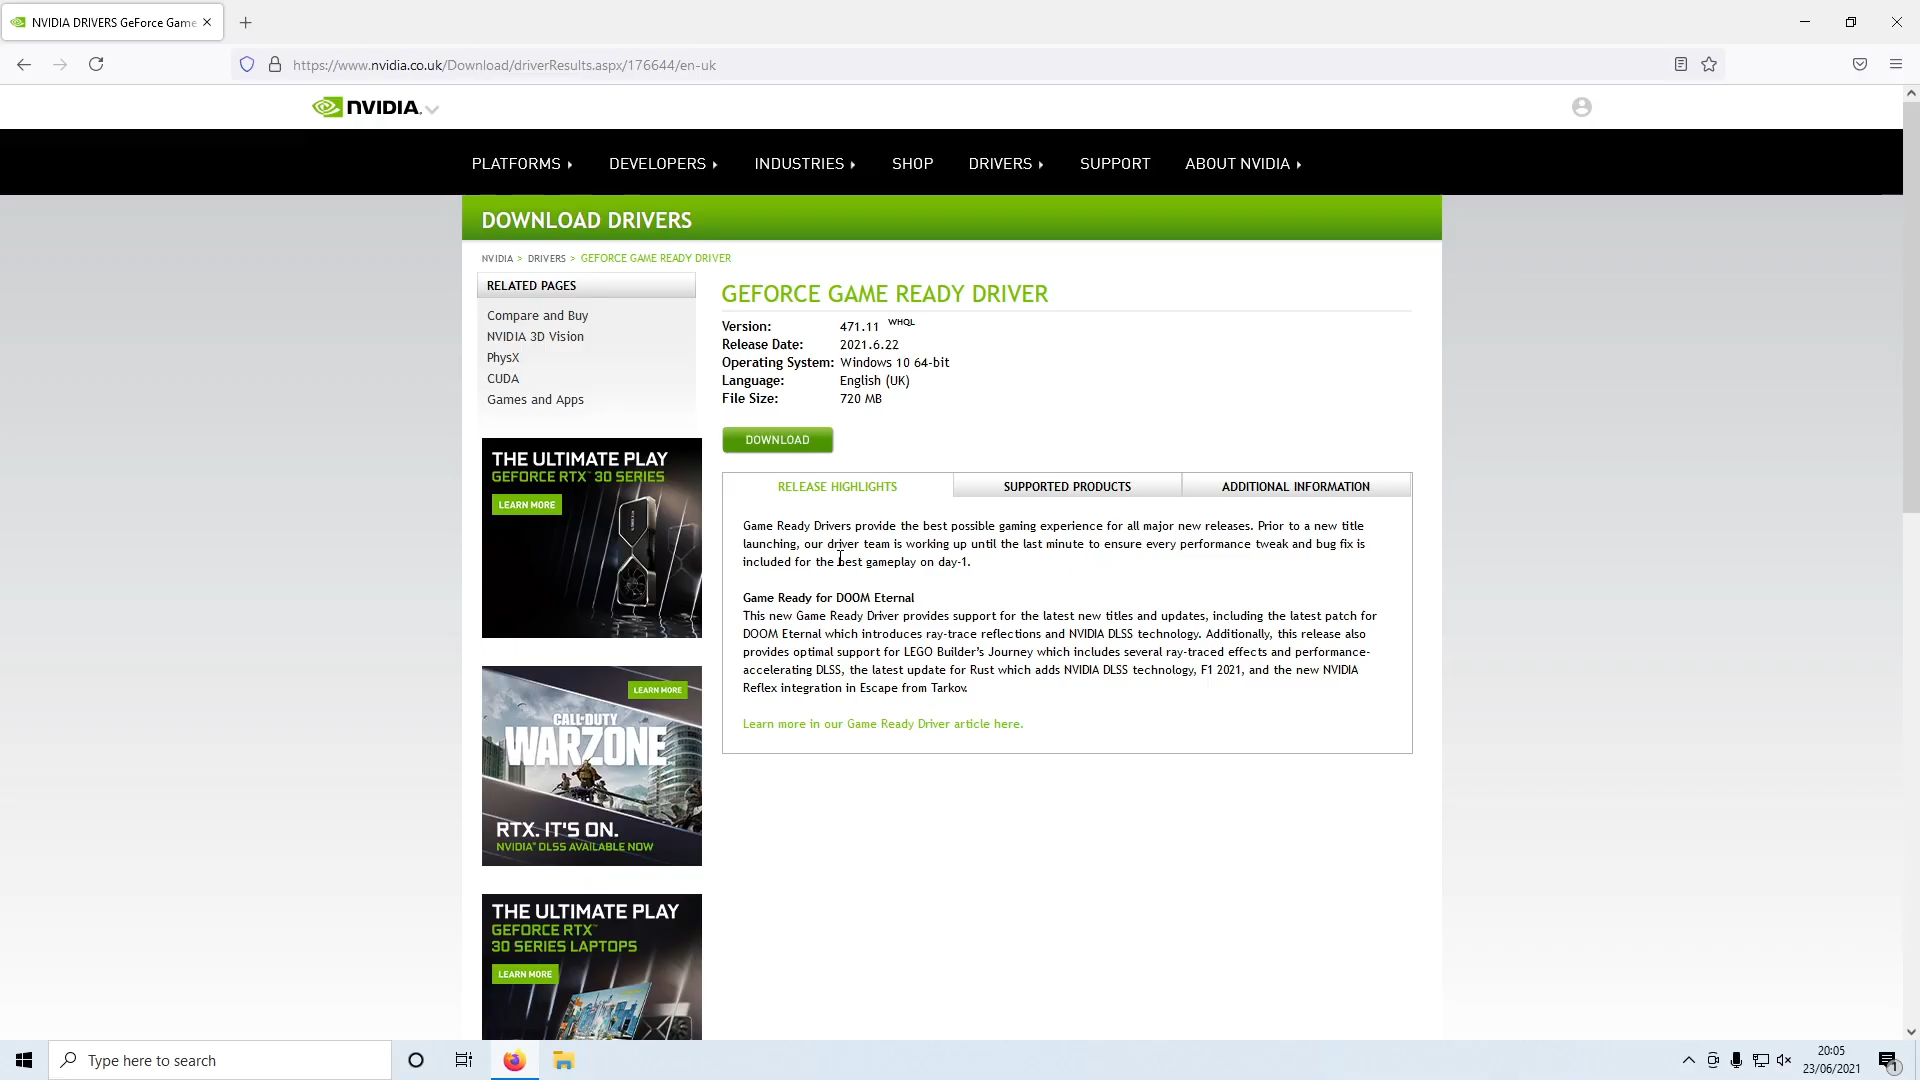 NVIDIA DRIVERS GeForce Game
https://www.nvidia.co.uk/Download/driverResults.aspx/176644/en-uk
NVIDIA.
PLATFORMS DEVELOPERS INDUSTRIES SHOP DRIVERS SUPPORT ABOUT NVIDIA
DOWNLOAD DRIVERS
NVIDIA > DRIVERS > GEFORCE GAME READY DRIVER
RELATED PAGES
Compare and Buy
NVIDIA 3D Vision
PhysX
CUDA
Games and Apps
THE ULTIMATE PLAY
GEFORCE RTX™ 30 SERIES
LEARN MORE
LEARN MORE
CALL OF DUTY
WARZONE
RTX. IT'S ON.
NVIDIA® DLSS AVAILABLE NOW
THE ULTIMATE PLAY
GEFORCE RTX™
30 SERIES LAPTOPS
LEARN MORE
GEFORCE GAME READY DRIVER
Version: 471.11 WHQL
Release Date: 2021.6.22
Operating System: Windows 10 64-bit
Language: English (UK)
File Size: 720 MB
DOWNLOAD
RELEASE HIGHLIGHTS SUPPORTED PRODUCTS ADDITIONAL INFORMATION
Game Ready Drivers provide the best possible gaming experience for all major new releases. Prior to a new title
launching, our driver team is working up until the last minute to ensure every performance tweak and bug fix is
included for the best gameplay on day-1.
Game Ready for DOOM Eternal
This new Game Ready Driver provides support for the latest new titles and updates, including the latest patch for
DOOM Eternal which introduces ray-trace reflections and NVIDIA DLSS technology. Additionally, this release also
provides optimal support for LEGO Builder's Journey which includes several ray-traced effects and performance-
accelerating DLSS, the latest update for Rust which adds NVIDIA DLSS technology, F1 2021, and the new NVIDIA
Reflex integration in Escape from Tarkov.
Learn more in our Game Ready Driver article here.
Type here to search
20:05
23/06/2021
1